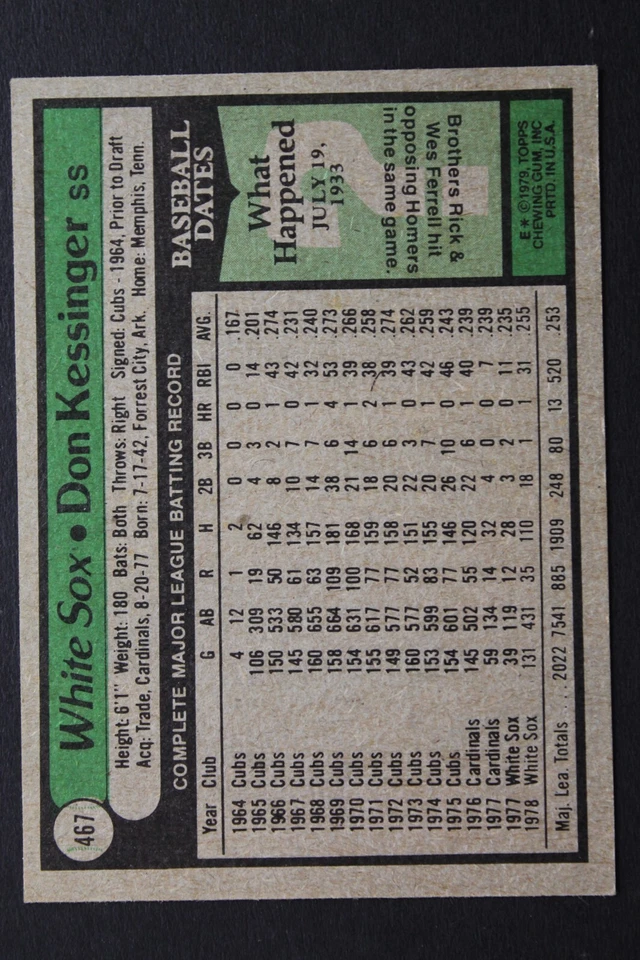 467
White Sox • Don Kessinger SS
Height: 6'1" Weight: 180 Bats: Both Throws: Right Signed: Cubs - 1964, Prior to Draft
Acq: Trade, Cardinals, 8-20-77 Born: 7-17-42, Forrest City, Ark. Home: Memphis, Tenn.
COMPLETE MAJOR LEAGUE BATTING RECORD
Year Club G AB R H 2B 3B HR RBI AVG.
1964 Cubs 4 12 1 2 0 0 0 0 .167
1965 Cubs 106 309 19 62 4 3 0 14 .201
1966 Cubs 150 533 50 146 8 2 1 43 .274
1967 Cubs 145 580 61 134 10 7 0 42 .231
1968 Cubs 160 655 63 157 14 7 1 32 .240
1969 Cubs 158 664 109 181 38 6 4 53 .273
1970 Cubs 154 631 100 168 21 14 1 39 .266
1971 Cubs 155 617 77 159 18 6 2 38 .258
1972 Cubs 149 577 77 158 20 6 1 39 .274
1973 Cubs 160 577 52 151 22 3 0 43 .262
1974 Cubs 153 599 83 155 20 7 1 42 .259
1975 Cubs 154 601 77 146 26 10 0 46 .243
1976 Cardinals 145 502 55 120 22 6 1 40 .239
1977 Cardinals 59 134 14 32 4 0 0 7 .239
1977 White Sox 39 119 12 28 3 2 0 11 .235
1978 White Sox 131 431 35 110 18 1 1 31 .255
Maj. Lea. Totals .... 2022 7541 885 1909 248 80 13 520 .253
BASEBALL
DATES
What
Happened
JULY 19,
1933
?
Brothers Rick &
Wes Ferrell hit
opposing Homers
in the same game.
E* ©1979, TOPPS
CHEWING GUM, INC
PRTD. IN U.S.A.